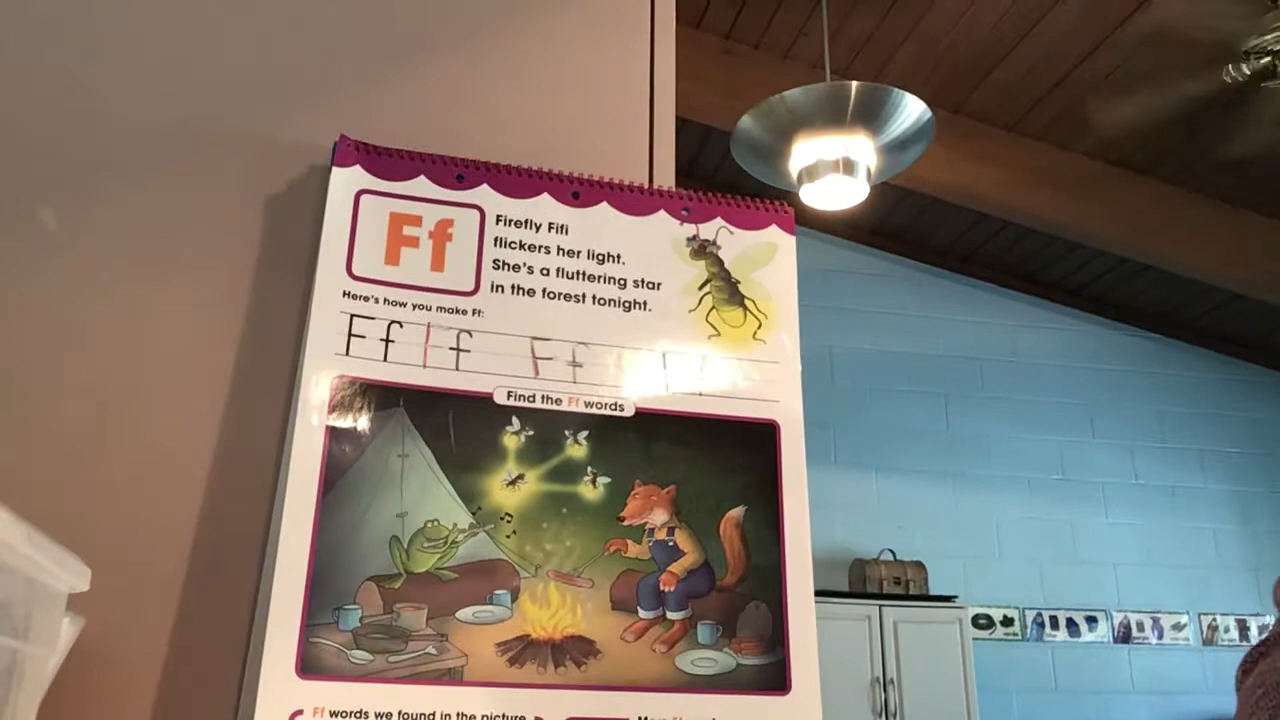 Ff
Firefly Fifi
flickers her light.
She's a fluttering star
in the forest tonight.
Here's how you make Ff:
Ff f Ff
Find the Ff words
Ff words we found in the picture